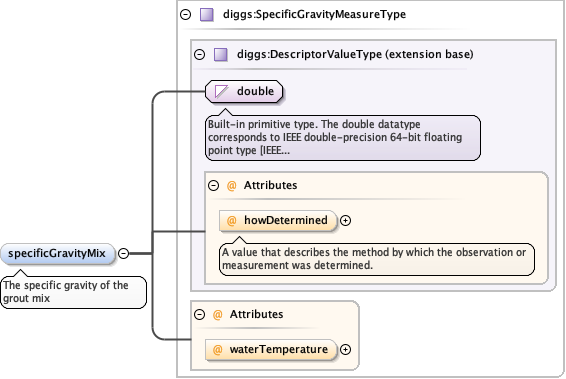 diggs:SpecificGravityMeasureType
diggs:DescriptorValueType (extension base)
double
Built-in primitive type. The double datatype
corresponds to IEEE double-precision 64-bit floating
point type [IEEE...
@ Attributes
@ howDetermined
A value that describes the method by which the observation or
measurement was determined.
specificGravityMix
The specific gravity of the
grout mix
@ Attributes
@ waterTemperature